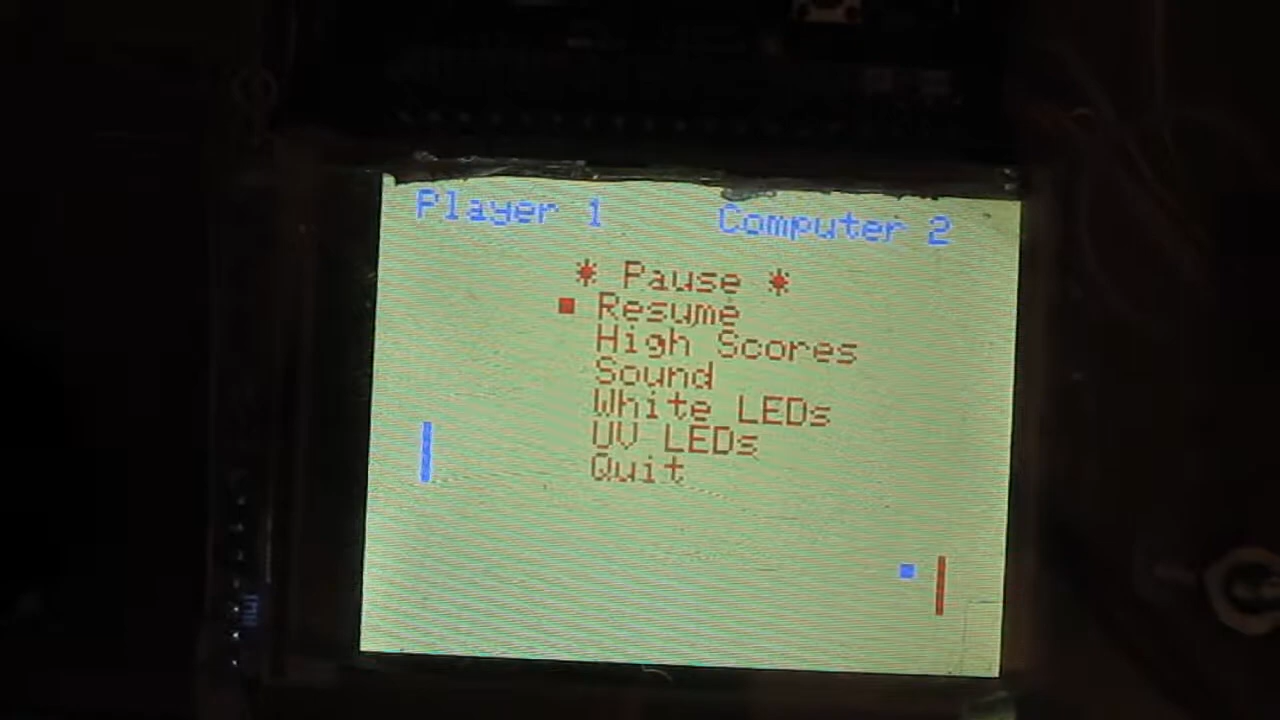 Player 1 Computer 2
* Pause *
Resume
High Scores
Sound
White LEDs
UV LEDs
Quit